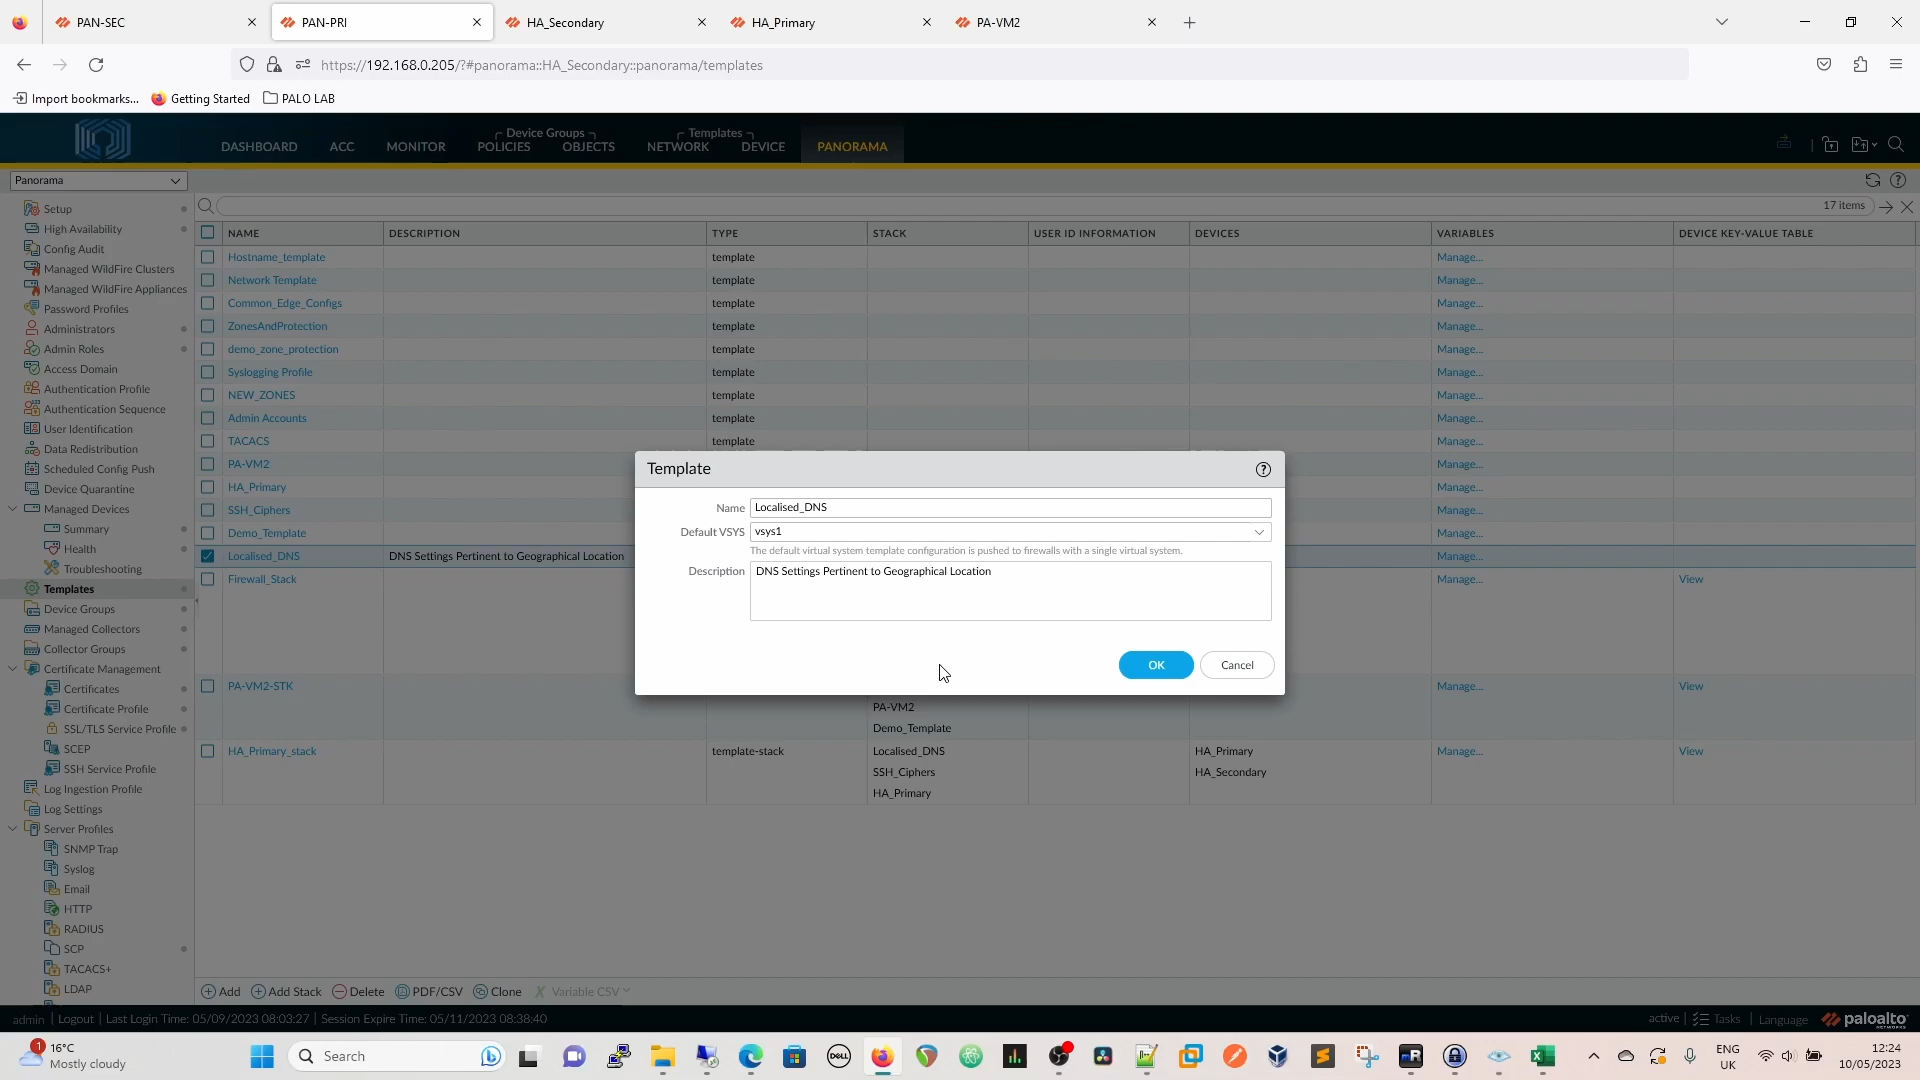 PAN-SEC
PAN-PRI
HA_Secondary
HA_Primary
PA-VM2
https://192.168.0.205/?#panorama::HA_Secondary::panorama/templates
Import bookmarks...
Getting Started
PALO LAB
Device Groups
Templates
DASHBOARD
ACC
MONITOR
POLICIES
OBJECTS
NETWORK
DEVICE
PANORAMA
Panorama
17 items
Setup
High Availability
Config Audit
Managed WildFire Clusters
Managed WildFire Appliances
Password Profiles
Administrators
Admin Roles
Access Domain
Authentication Profile
Authentication Sequence
User Identification
Data Redistribution
Scheduled Config Push
Device Quarantine
Managed Devices
Summary
Health
Troubleshooting
Templates
Device Groups
Managed Collectors
Collector Groups
Certificate Management
Certificates
Certificate Profile
SSL/TLS Service Profile
SCEP
SSH Service Profile
Log Ingestion Profile
Log Settings
Server Profiles
SNMP Trap
Syslog
Email
HTTP
RADIUS
SCP
TACACS+
LDAP
NAME DESCRIPTION TYPE STACK USER ID INFORMATION DEVICES VARIABLES DEVICE KEY-VALUE TABLE
Hostname_template template Manage...
Network Template template Manage...
Common_Edge_Configs template Manage...
ZonesAndProtection template Manage...
demo_zone_protection template Manage...
Syslogging Profile template Manage...
NEW_ZONES template Manage...
Admin Accounts template Manage...
TACACS template Manage...
PA-VM2 Manage...
HA_Primary Manage...
SSH_Ciphers Manage...
Demo_Template Manage...
Localised_DNS DNS Settings Pertinent to Geographical Location Manage...
Firewall_Stack Manage... View
PA-VM2-STK Manage... View
PA-VM2
Demo_Template
HA_Primary_stack template-stack Localised_DNS HA_Primary Manage... View
SSH_Ciphers HA_Secondary
HA_Primary
Template
Name Localised_DNS
Default VSYS vsys1
The default virtual system template configuration is pushed to firewalls with a single virtual system.
Description DNS Settings Pertinent to Geographical Location
OK
Cancel
Add
Add Stack
Delete
PDF/CSV
Clone
Variable CSV
admin | Logout | Last Login Time: 05/09/2023 08:03:27 | Session Expire Time: 05/11/2023 08:38:40
active | Tasks | Language
paloalto
NETWORKS
1
16°C
Mostly cloudy
Search
DELL
mR
ENG
UK
12:24
10/05/2023